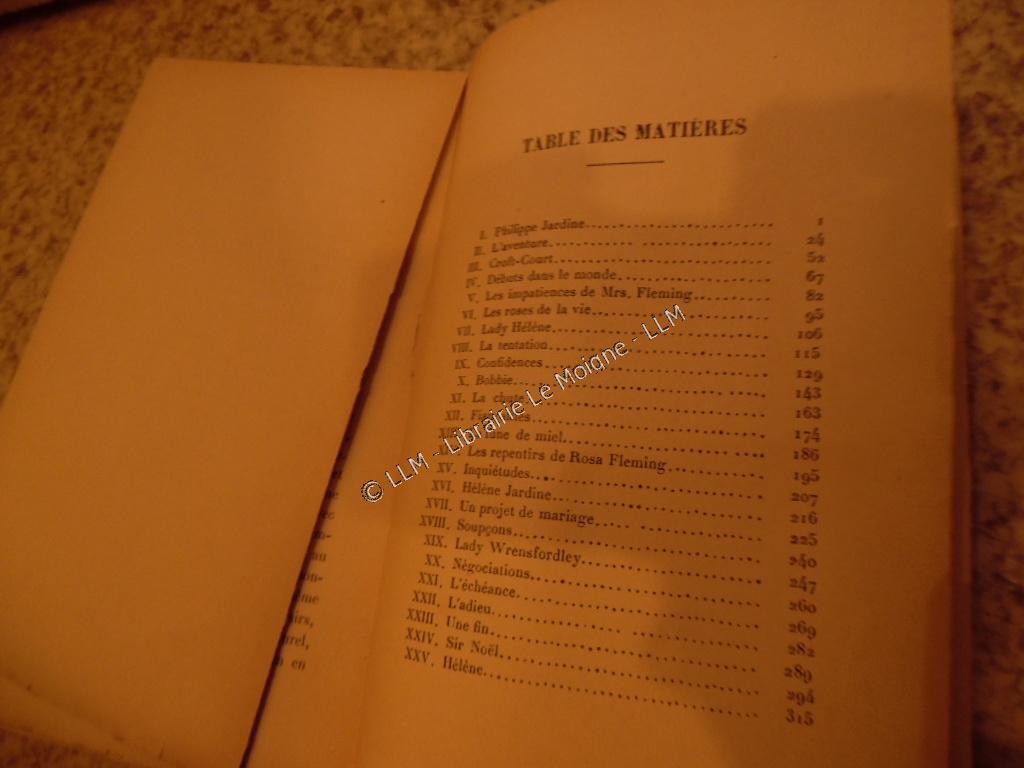 TABLE DES MATIÈRES
I. Philippe Jardine 1
II. L'aventure 24
III. Croft-Court 52
IV. Débuts dans le monde 67
V. Les impatiences de Mrs. Fleming 82
VI. Les roses de la vie 95
VII. Lady Hélène 106
VIII. La tentation 115
IX. Confidences 129
X. Bobbie 143
XI. La chute 163
XII. 174
de miel 186
Les repentirs de Rosa Fleming 195
XV. Inquiétudes 207
XVI. Hélène Jardine 216
XVII. Un projet de mariage 225
XVIII. Soupçons 240
XIX. Lady Wrensfordley 247
XX. Négociations 260
XXI. L'échéance 269
XXII. L'adieu 282
XXIII. Une fin 289
XXIV. Sir Noël 294
XXV. Hélène 315
© LLM - Librairie Le Moigne - LLM